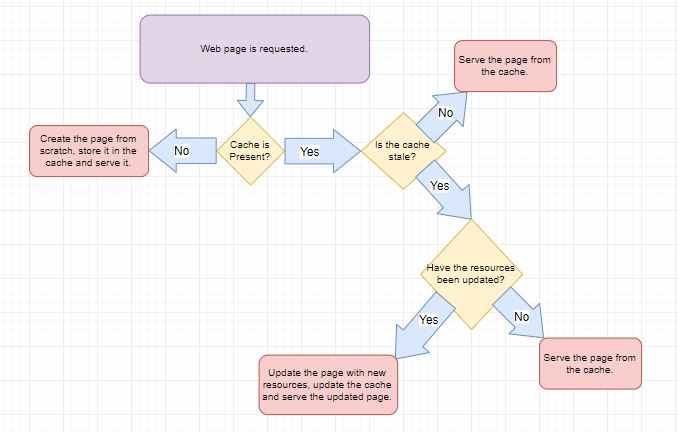 Web page is requested.
Serve the page from
the cache.
No
Create the page from
scratch, store it in the
cache and serve it.
No
Cache is
Present?
Yes
Is the cache
stale?
Yes
Have the resources
been updated?
Yes
No
Update the page with new
resources, update the cache
and serve the updated page.
Serve the page from
the cache.